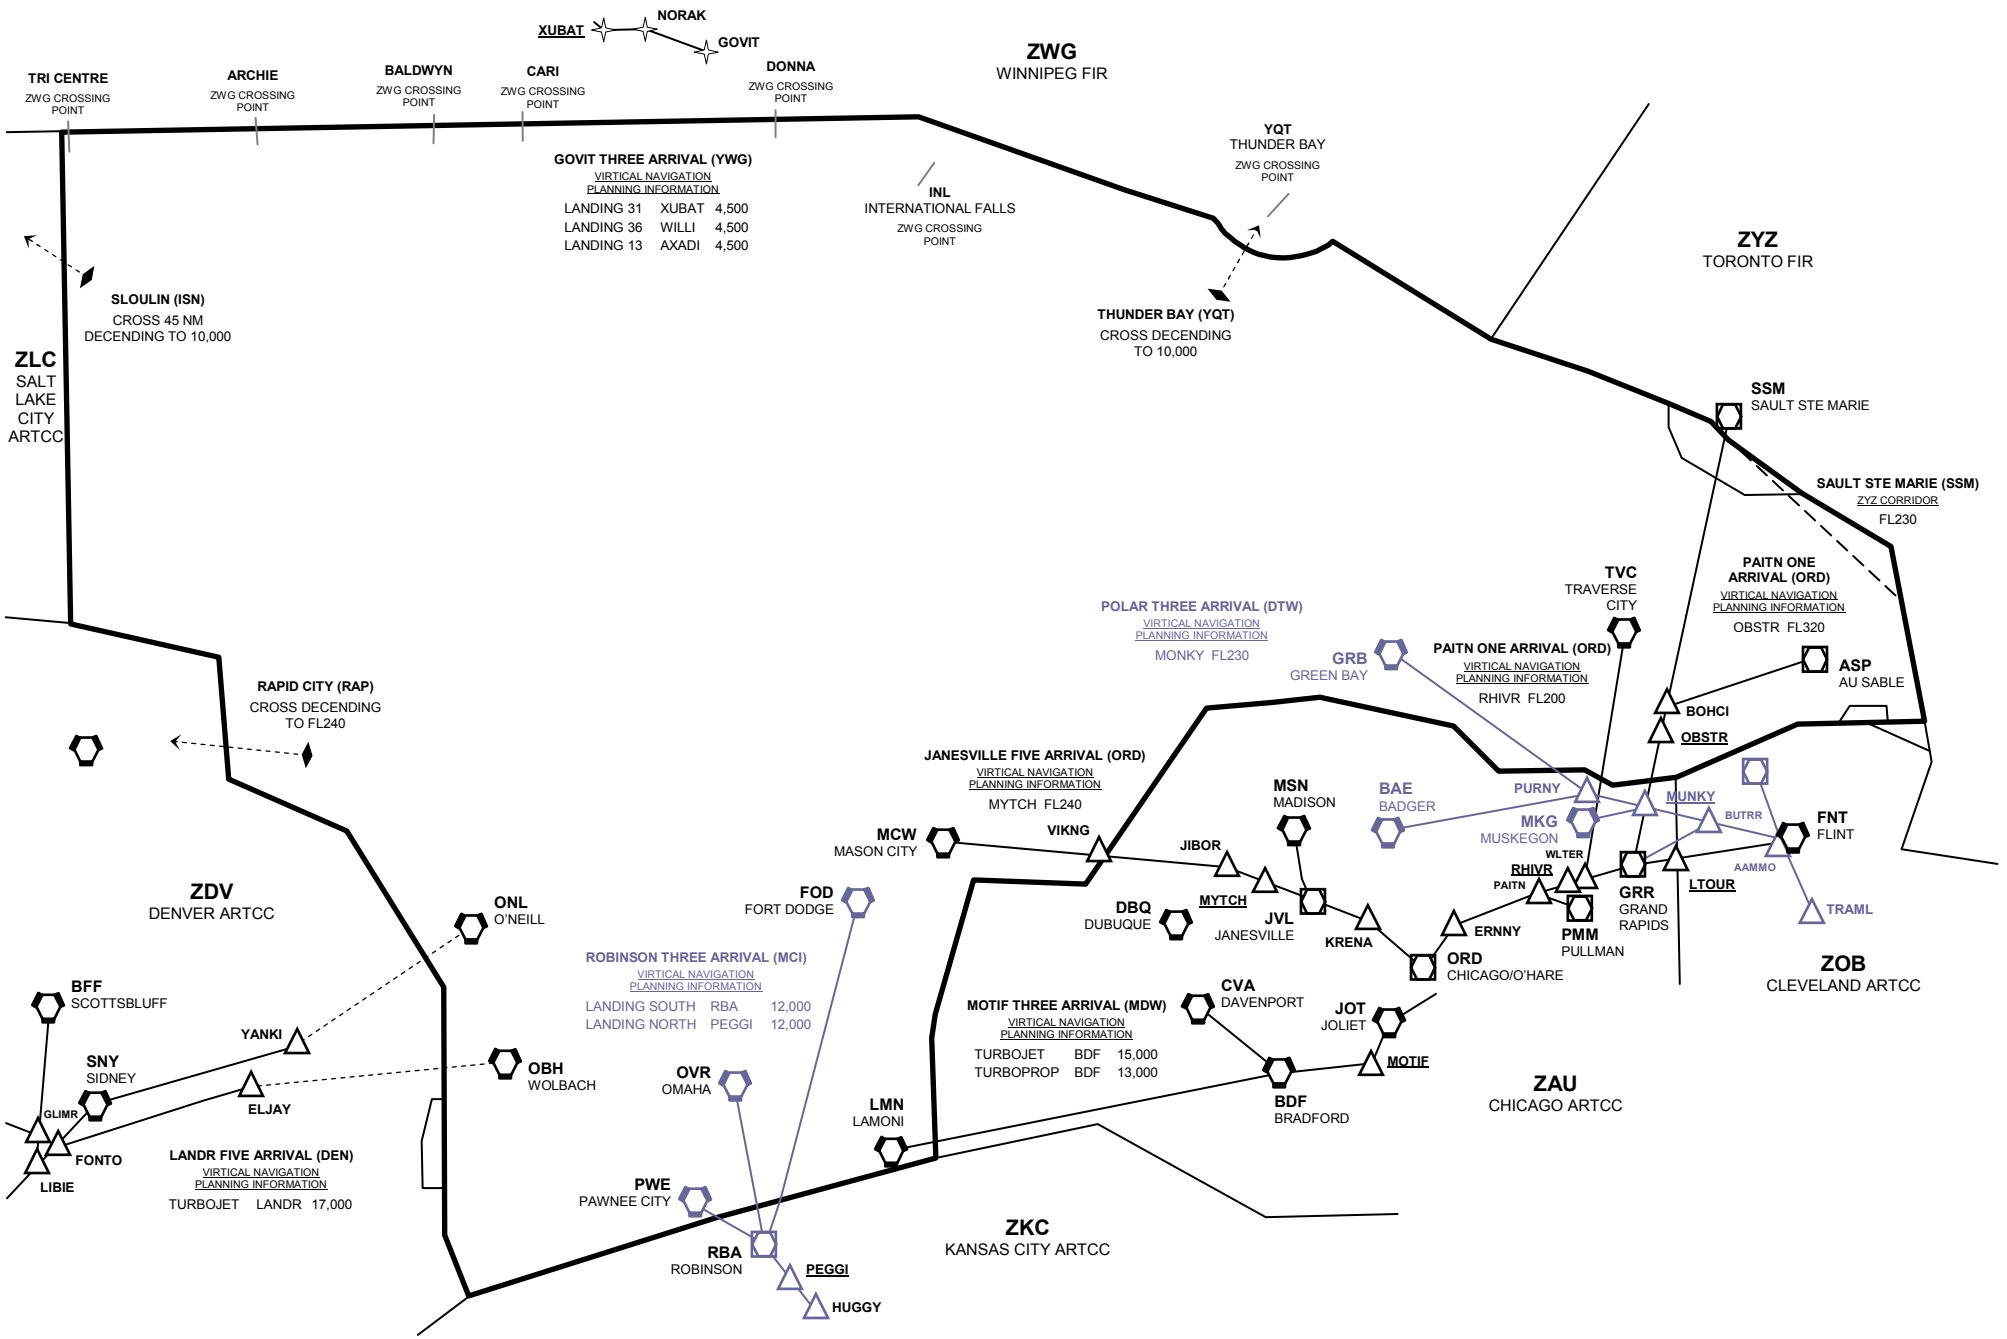 XUBAT
NORAK
GOVIT
ZWG
WINNIPEG FIR
TRI CENTRE
ZWG CROSSING
POINT
ARCHIE
ZWG CROSSING
POINT
BALDWYN
ZWG CROSSING
POINT
CARI
ZWG CROSSING
POINT
DONNA
ZWG CROSSING
POINT
GOVIT THREE ARRIVAL (YWG)
VIRTICAL NAVIGATION
PLANNING INFORMATION
LANDING 31 XUBAT 4,500
LANDING 36 WILLI 4,500
LANDING 13 AXADI 4,500
INL
INTERNATIONAL FALLS
ZWG CROSSING
POINT
YQT
THUNDER BAY
ZWG CROSSING
POINT
ZYZ
TORONTO FIR
SLOULIN (ISN)
CROSS 45 NM
DECENDING TO 10,000
THUNDER BAY (YQT)
CROSS DECENDING
TO 10,000
ZLC
SALT
LAKE
CITY
ARTCC
SSM
SAULT STE MARIE
SAULT STE MARIE (SSM)
ZYZ CORRIDOR
FL230
PAITN ONE
ARRIVAL (ORD)
VIRTICAL NAVIGATION
PLANNING INFORMATION
OBSTR FL320
TVC
TRAVERSE
CITY
POLAR THREE ARRIVAL (DTW)
VIRTICAL NAVIGATION
PLANNING INFORMATION
MONKY FL230
GRB
GREEN BAY
PAITN ONE ARRIVAL (ORD)
VIRTICAL NAVIGATION
PLANNING INFORMATION
RHIVR FL200
ASP
AU SABLE
BOHCI
OBSTR
RAPID CITY (RAP)
CROSS DECENDING
TO FL240
JANESVILLE FIVE ARRIVAL (ORD)
VIRTICAL NAVIGATION
PLANNING INFORMATION
MYTCH FL240
MCW
MASON CITY
VIKNG
MSN
MADISON
JIBOR
MYTCH
JVL
JANESVILLE
KRENA
DBQ
DUBUQUE
BAE
BADGER
PURNY
MKG
MUSKEGON
MUNKY
BUTRR
FNT
FLINT
AAMMO
TRAML
WLTER
RHIVR
PAITN
GRR
GRAND
RAPIDS
LTOUR
PMM
PULLMAN
ERNNY
ORD
CHICAGO/O'HARE
ZOB
CLEVELAND ARTCC
ZDV
DENVER ARTCC
ONL
O'NEILL
FOD
FORT DODGE
ROBINSON THREE ARRIVAL (MCI)
VIRTICAL NAVIGATION
PLANNING INFORMATION
LANDING SOUTH RBA 12,000
LANDING NORTH PEGGI 12,000
MOTIF THREE ARRIVAL (MDW)
VIRTICAL NAVIGATION
PLANNING INFORMATION
TURBOJET BDF 15,000
TURBOPROP BDF 13,000
CVA
DAVENPORT
JOT
JOLIET
MOTIF
BDF
BRADFORD
ZAU
CHICAGO ARTCC
BFF
SCOTTSBLUFF
YANKI
SNY
SIDNEY
GLIMR
ELJAY
OBH
WOLBACH
FONTO
LIBIE
LANDR FIVE ARRIVAL (DEN)
VIRTICAL NAVIGATION
PLANNING INFORMATION
TURBOJET LANDR 17,000
OVR
OMAHA
LMN
LAMONI
PWE
PAWNEE CITY
RBA
ROBINSON
PEGGI
HUGGY
ZKC
KANSAS CITY ARTCC